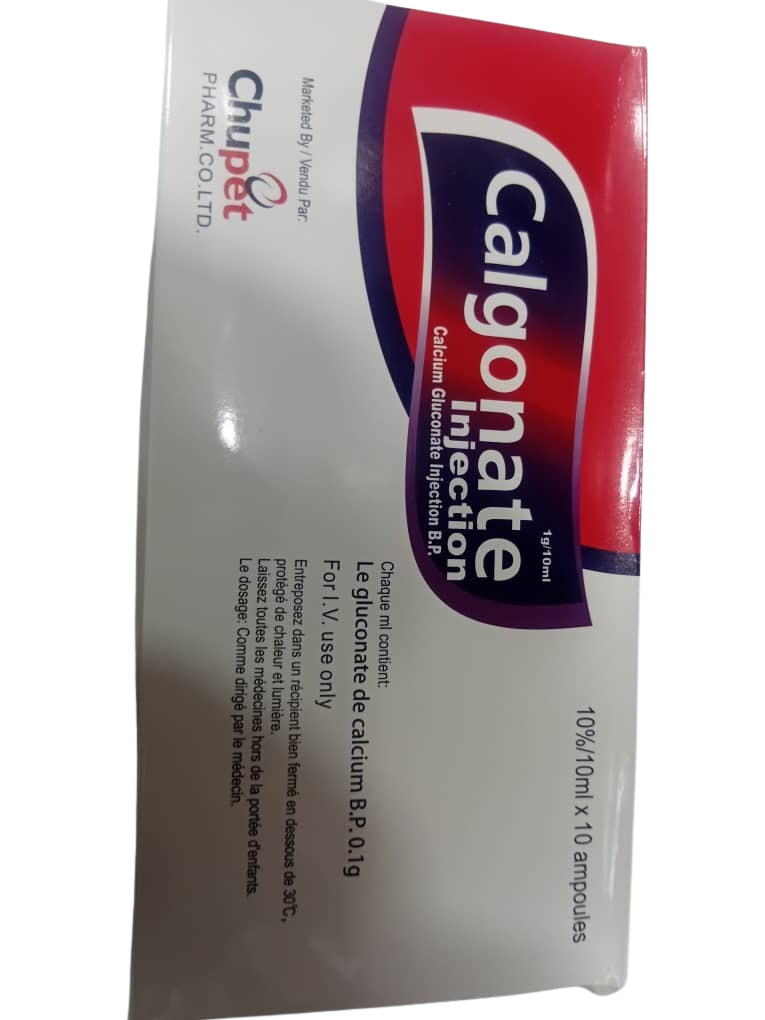 10%/10ml x 10 ampoules
1g/10ml
Calgonate
Injection
Calcium Gluconate Injection B.P.
Chaque ml contient:
Le gluconate de calcium B.P. 0.1g
For I.V. use only
Entreposez dans un récipient bien fermé en dessous de 30℃,
protégé de chaleur et lumière.
Laissez toutes les médecines hors de la portée d'enfants.
Le dosage: Comme dirigé par le médecin.
Marketed By / Vendu Par:
Chupet
PHARM.CO.LTD.